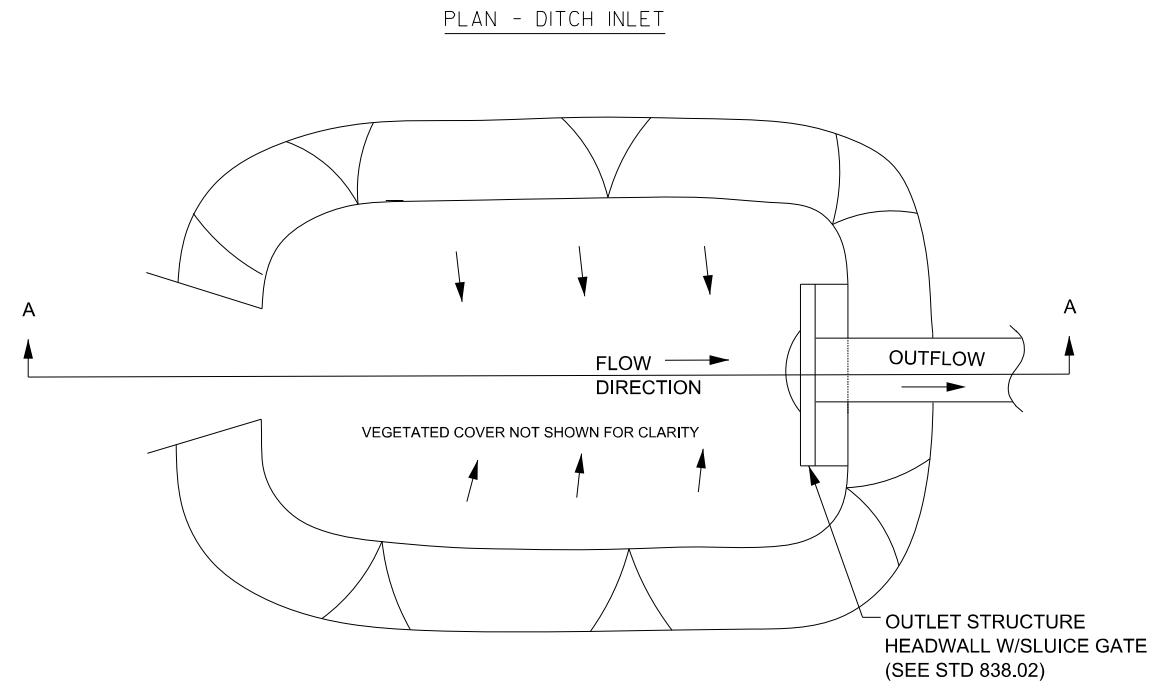 PLAN - DITCH INLET
A
A
FLOW
DIRECTION
OUTFLOW
VEGETATED COVER NOT SHOWN FOR CLARITY
OUTLET STRUCTURE
HEADWALL W/SLUICE GATE
(SEE STD 838.02)